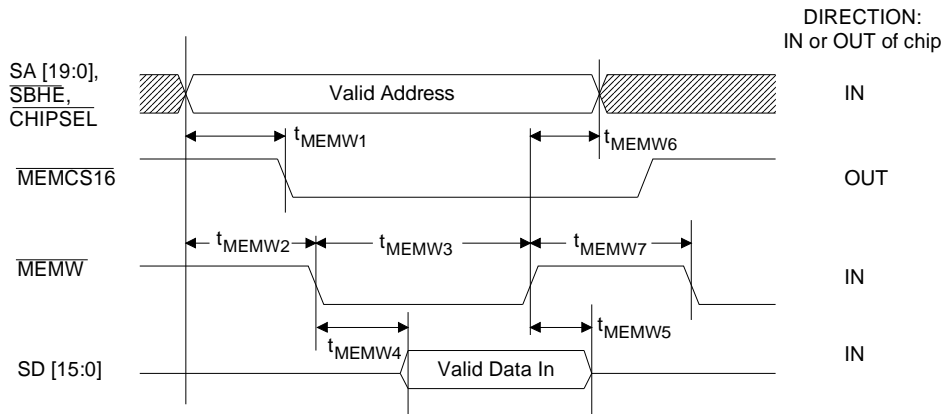 DIRECTION:
IN or OUT of chip
SA [19:0],
SBHE,
CHIPSEL
Valid Address
IN
tMEMW1
tMEMW6
MEMCS16
OUT
tMEMW2
tMEMW3
tMEMW7
MEMW
IN
tMEMW4
tMEMW5
SD [15:0]
Valid Data In
IN